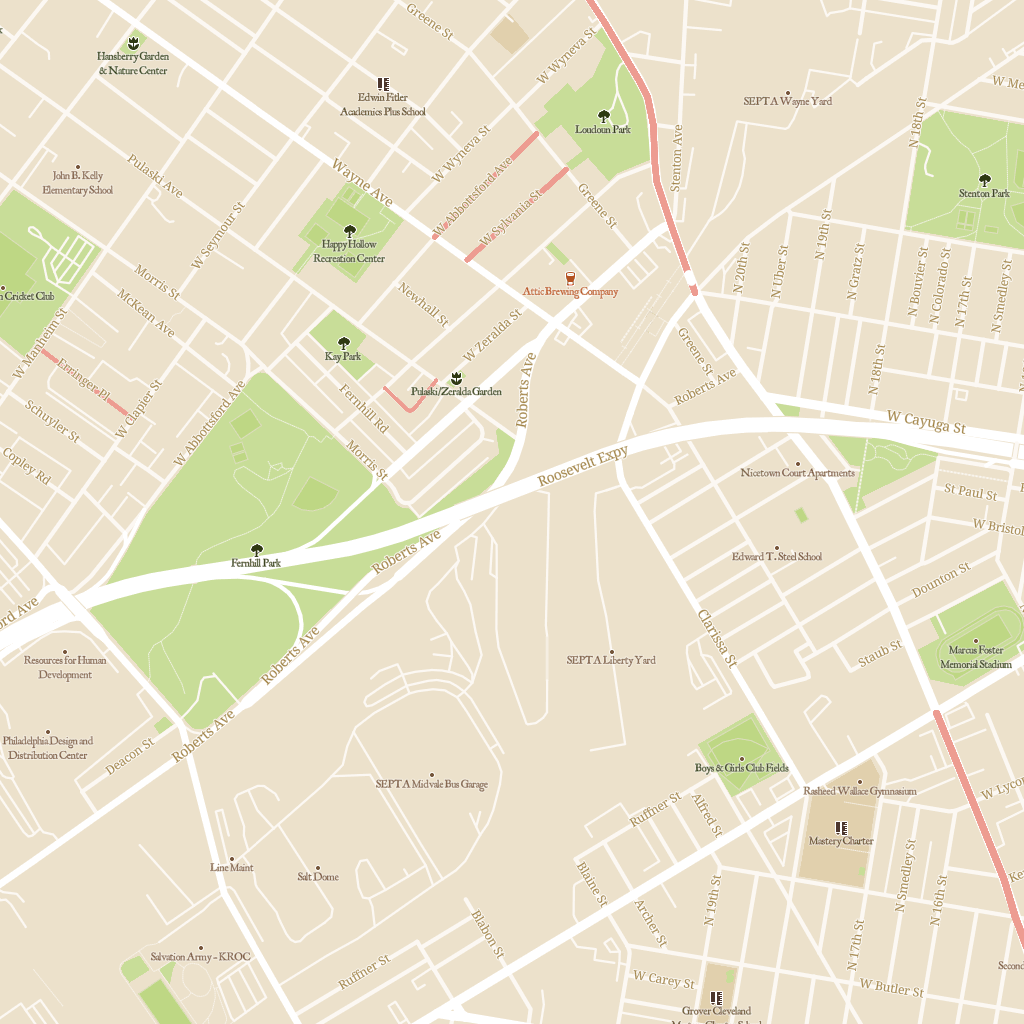 Greene St
W Wyneva St
Hansberry Garden
& Nature Center
Edwin Fitler
Academics Plus School
SEPTA Wayne Yard
N 18th St
Loudoun Park
W Wyneva St
Stenton Ave
John B. Kelly
Elementary School
Pulaski Ave
Wayne Ave
W Abbottsford Ave
W Sylvania St
Greene St
Stenton Park
W Seymour St
Happy Hollow
Recreation Center
N 20th St
N Uber St
N 19th St
N Gratz St
N Bouvier St
N Colorado St
N 17th St
N Smedley St
Morris St
McKean Ave
Cricket Club
Newhall St
Attic Brewing Company
W Manheim St
Kay Park
W Zeralda St
Greene St
Roberts Ave
N 18th St
Erringer Pl
W Clapier St
Pulaski/Zeralda Garden
Roberts Ave
Fernhill Rd
W Abbottsford Ave
Schuyler St
W Cayuga St
Copley Rd
Morris St
Roosevelt Expy
Nicetown Court Apartments
St Paul St
Roberts Ave
Edward T. Steel School
Fernhill Park
Dounton St
Clarissa St
Roberts Ave
Staub St
Resources for Human
Development
SEPTA Liberty Yard
Marcus Foster
Memorial Stadium
Philadelphia Design and
Distribution Center
Deacon St
Roberts Ave
SEPTA Midvale Bus Garage
Boys & Girls Club Fields
Rasheed Wallace Gymnasium
Ruffner St
Alfred St
Mastery Charter
Line Maint
Salt Dome
Blaine St
Archer St
N 19th St
N Smedley St
N 16th St
Blabon St
N 17th St
Salvation Army - KROC
Ruffner St
W Carey St
W Butler St
Grover Cleveland